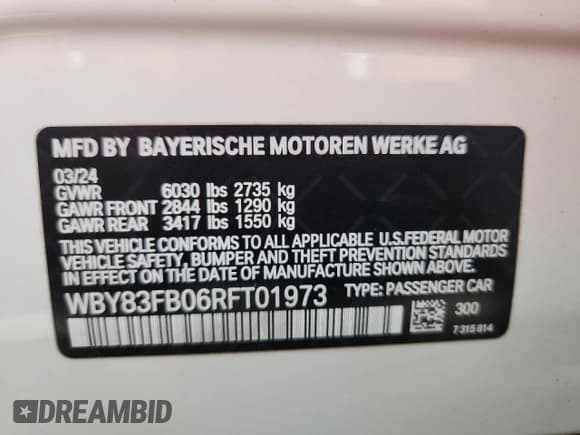 MFD BY BAYERISCHE MOTOREN WERKE AG
03/24
GVWR 6030 lbs 2735 kg
GAWR FRONT 2844 lbs 1290 kg
GAWR REAR 3417 lbs 1550 kg
THIS VEHICLE CONFORMS TO ALL APPLICABLE U.S.FEDERAL MOTOR
VEHICLE SAFETY, BUMPER AND THEFT PREVENTION STANDARDS
IN EFFECT ON THE DATE OF MANUFACTURE SHOWN ABOVE.
WBY83FB06RFT01973 TYPE: PASSENGER CAR
300
7315814
DREAMBID